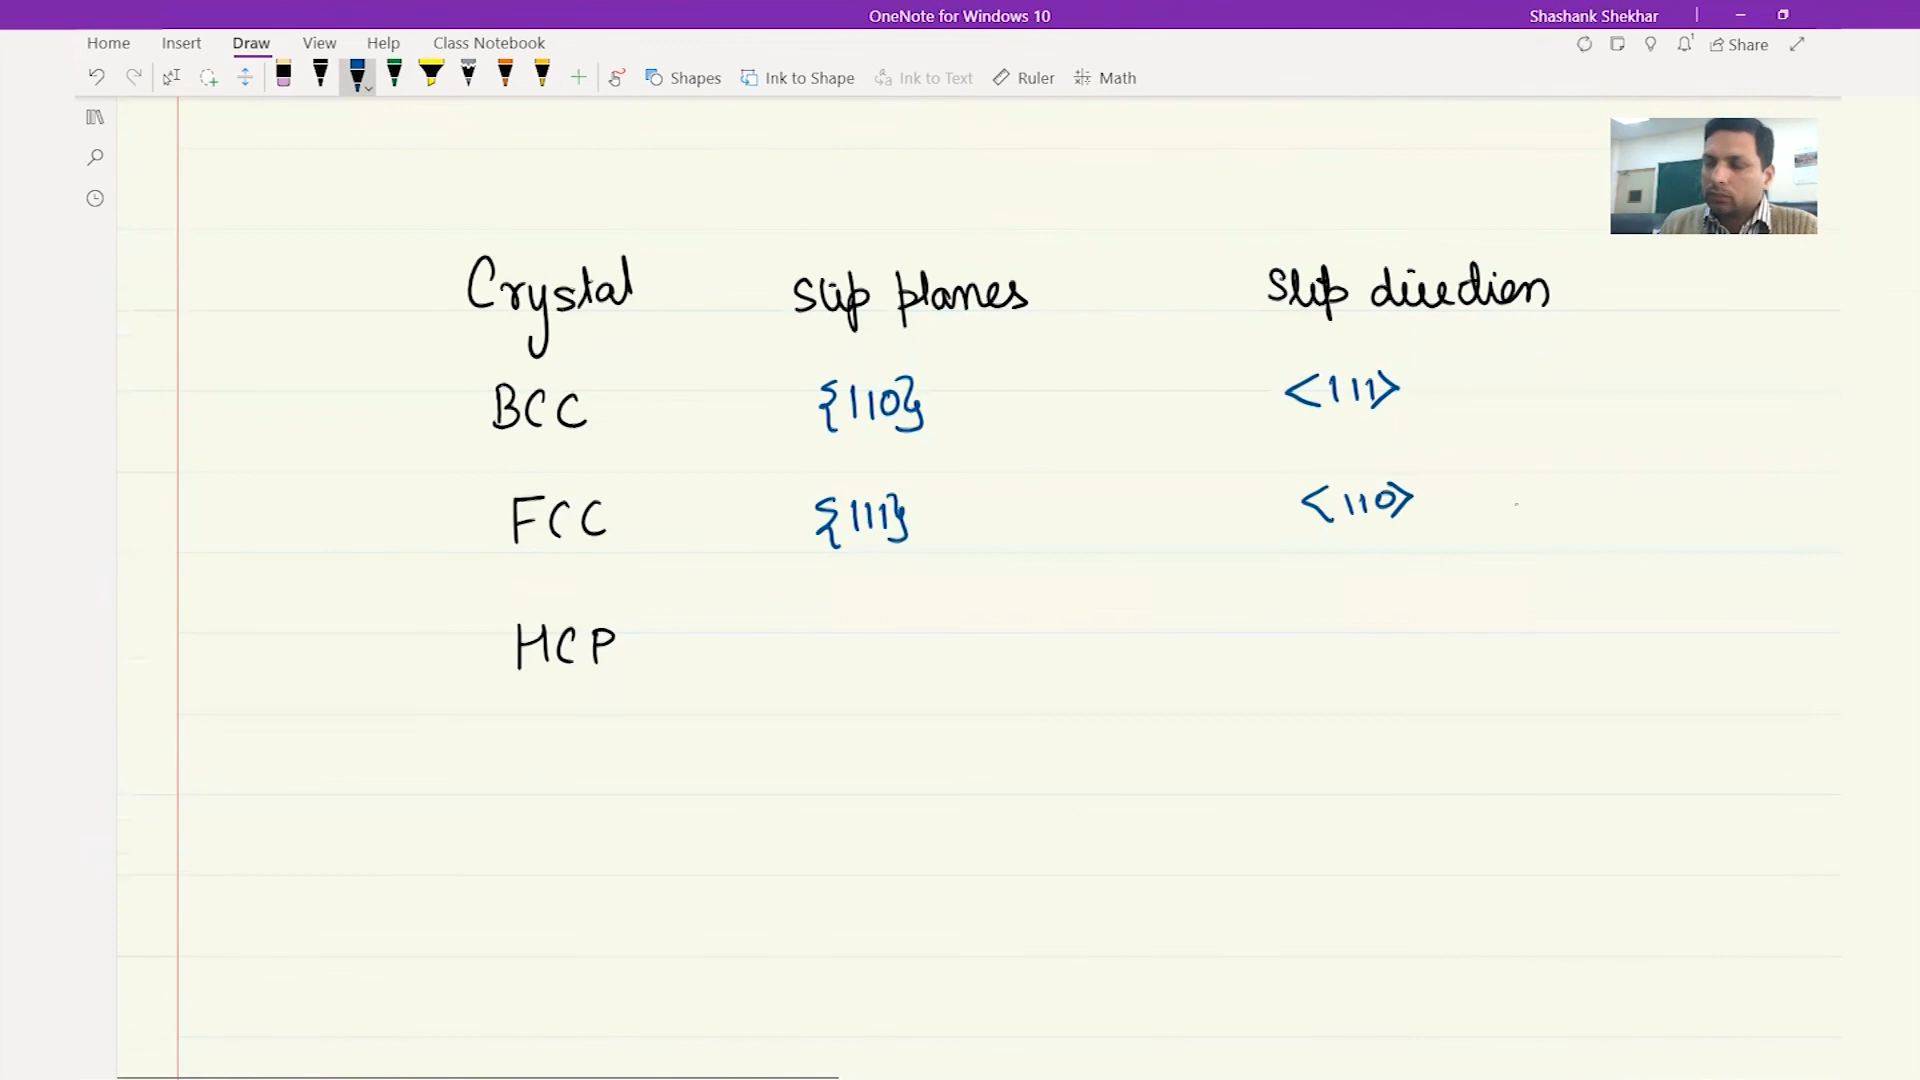 OneNote for Windows 10
Shashank Shekhar
Home Insert Draw View Help Class Notebook
Share
Shapes Ink to Shape Ink to Text Ruler Math
Crystal Slip planes Slip direction
BCC {110} <111>
FCC {111} <110>
HCP